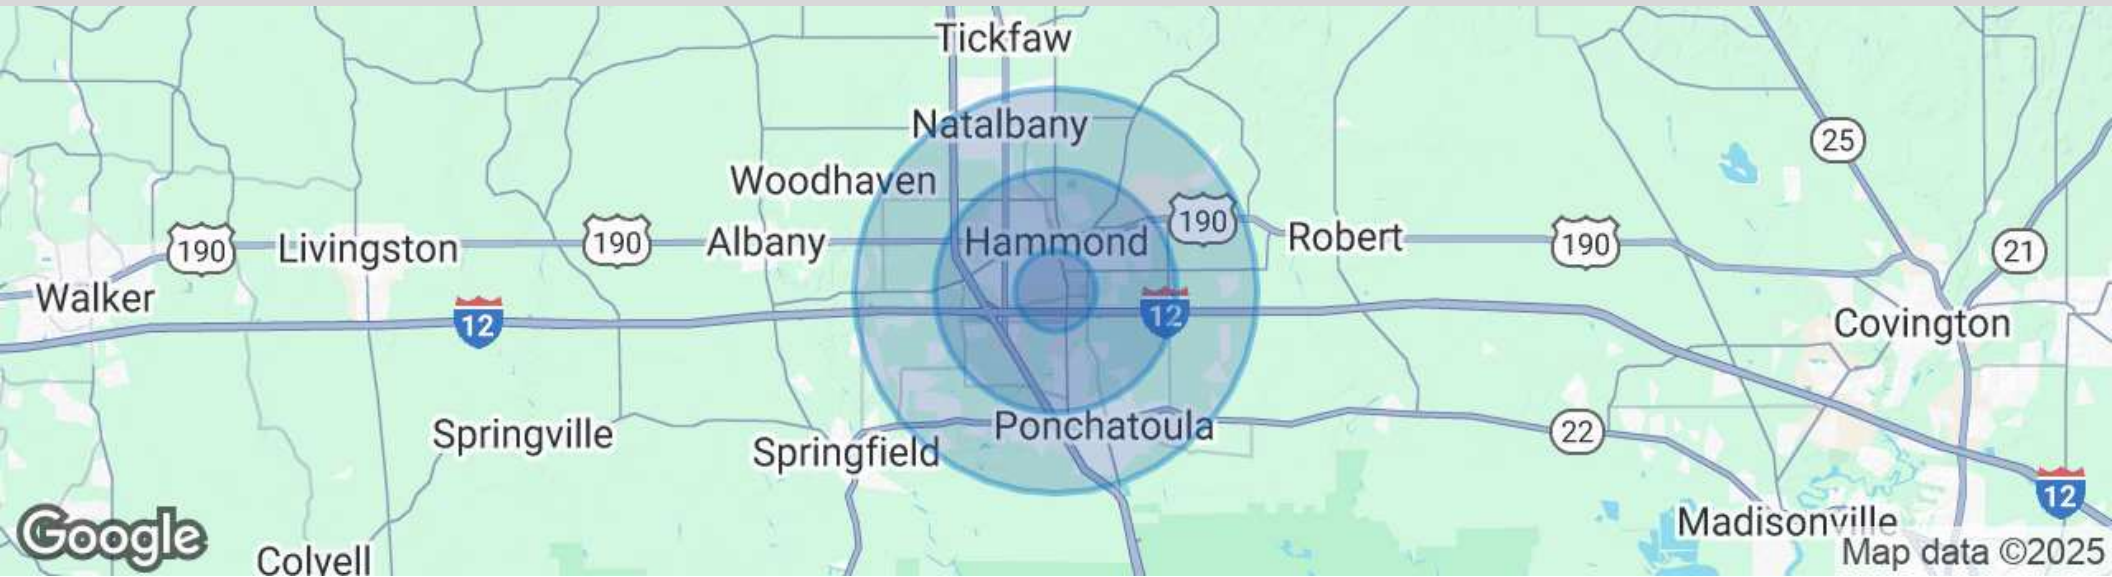 Tickfaw
Natalbany
25
Woodhaven
190
190
Livingston
190
Albany
Hammond
Robert
190
21
Walker
12
12
Covington
Springville
Springfield
Ponchatoula
22
12
Google
Colyell
Madisonville
Map data ©2025